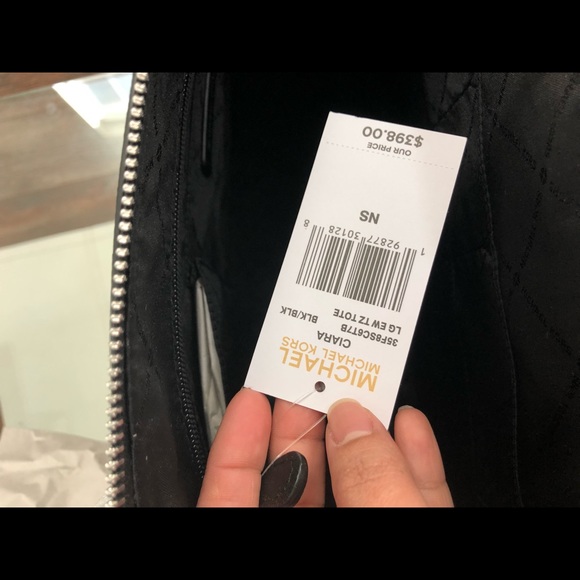 MICHAEL
MICHAEL KORS
CIARA
35F8SC6T7B BLK/BLK
LG EW TZ TOTE
1 92877 30128 8
NS
OUR PRICE
$398.00